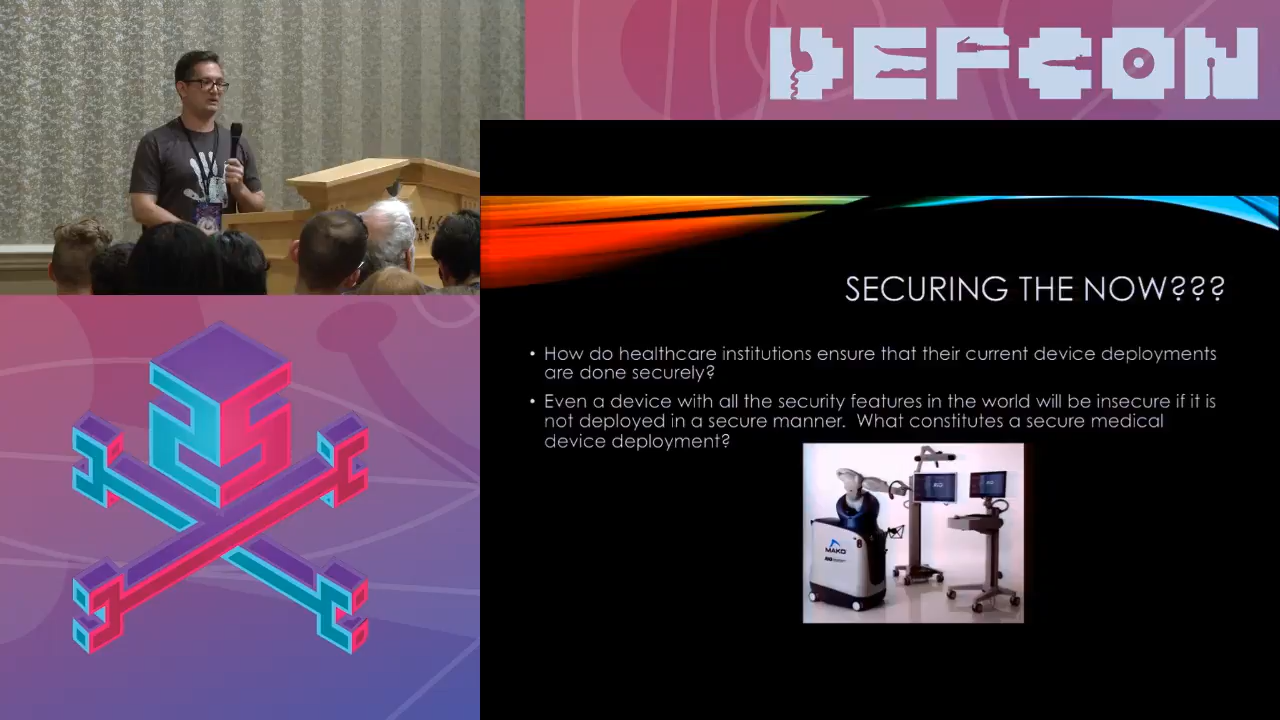 DEFCON
SECURING THE NOW???
• How do healthcare institutions ensure that their current device deployments
are done securely?
• Even a device with all the security features in the world will be insecure if it is
not deployed in a secure manner.  What constitutes a secure medical
device deployment?
MAKO